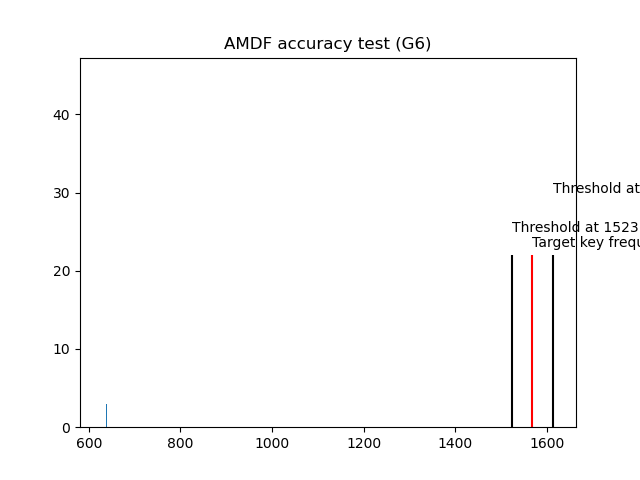 AMDF accuracy test (G6)
40
Threshold at
30
Threshold at 1523
Target key frequ
20
10
0
600 800 1000 1200 1400 1600